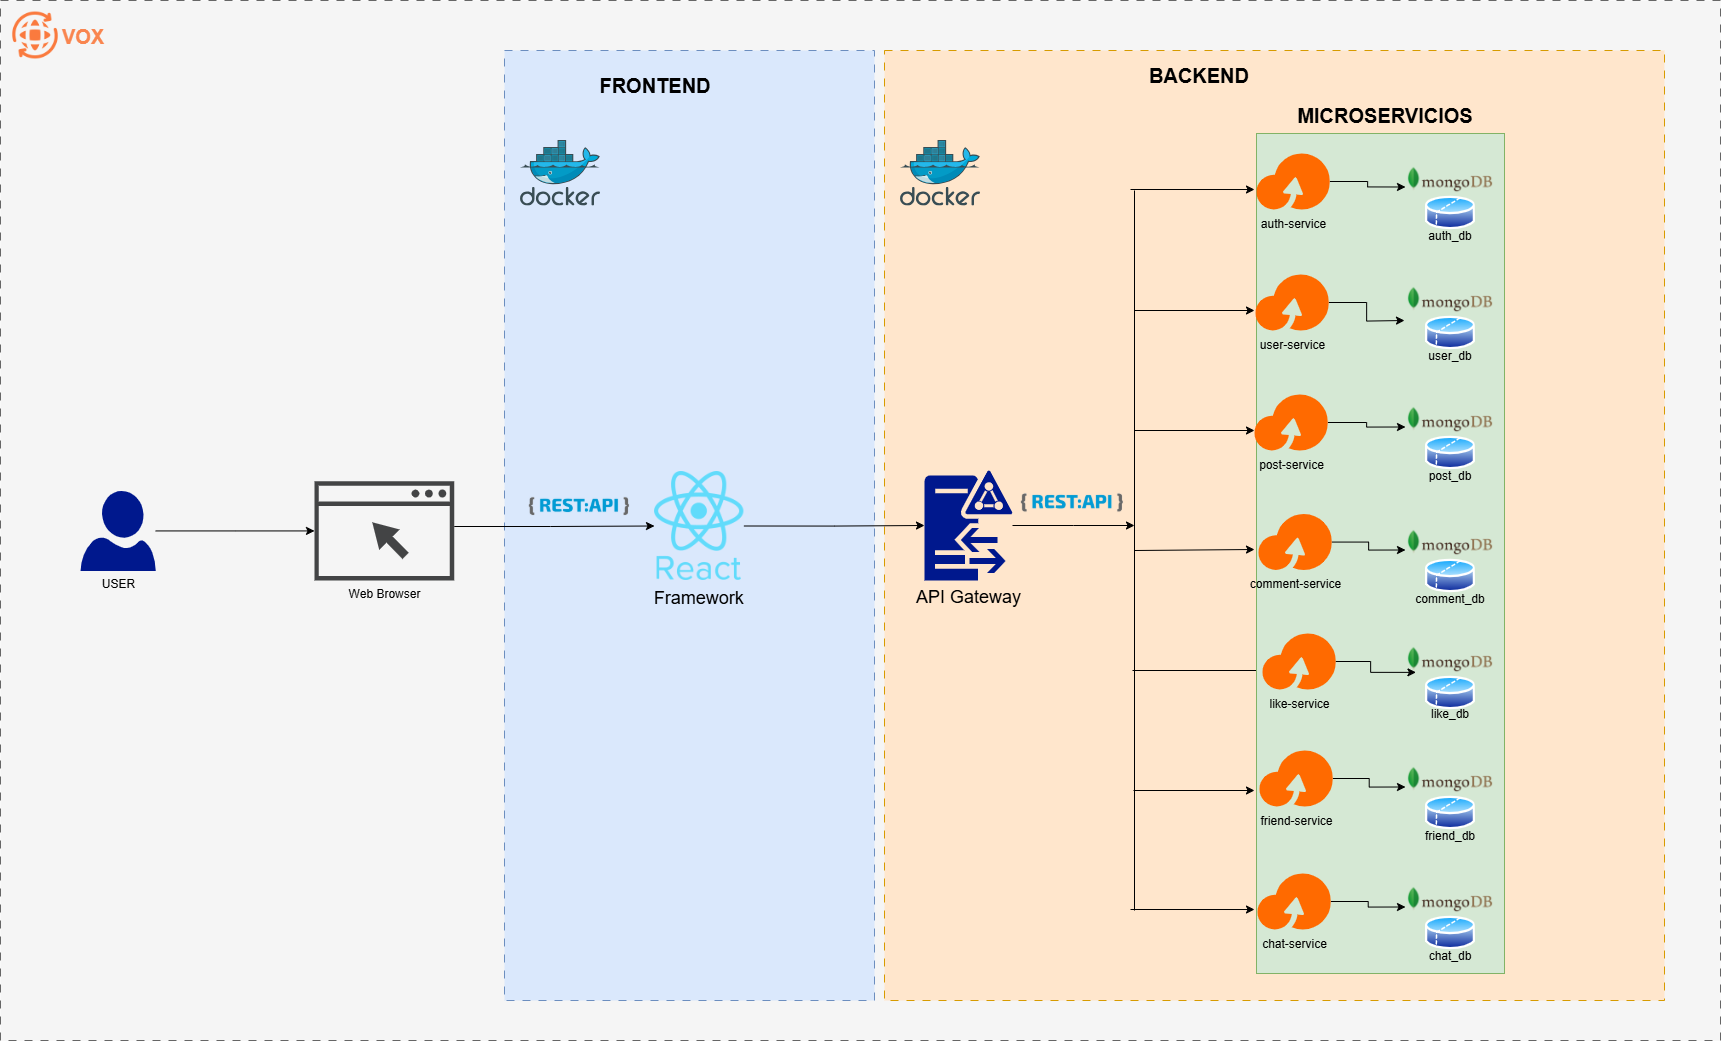 VOX
FRONTEND
docker
{ REST:API }
React
Framework
USER
Web Browser
BACKEND
docker
API Gateway
{ REST:API }
MICROSERVICIOS
auth-service
mongoDB
auth_db
user-service
mongoDB
user_db
post-service
mongoDB
post_db
comment-service
mongoDB
comment_db
like-service
mongoDB
like_db
friend-service
mongoDB
friend_db
chat-service
mongoDB
chat_db